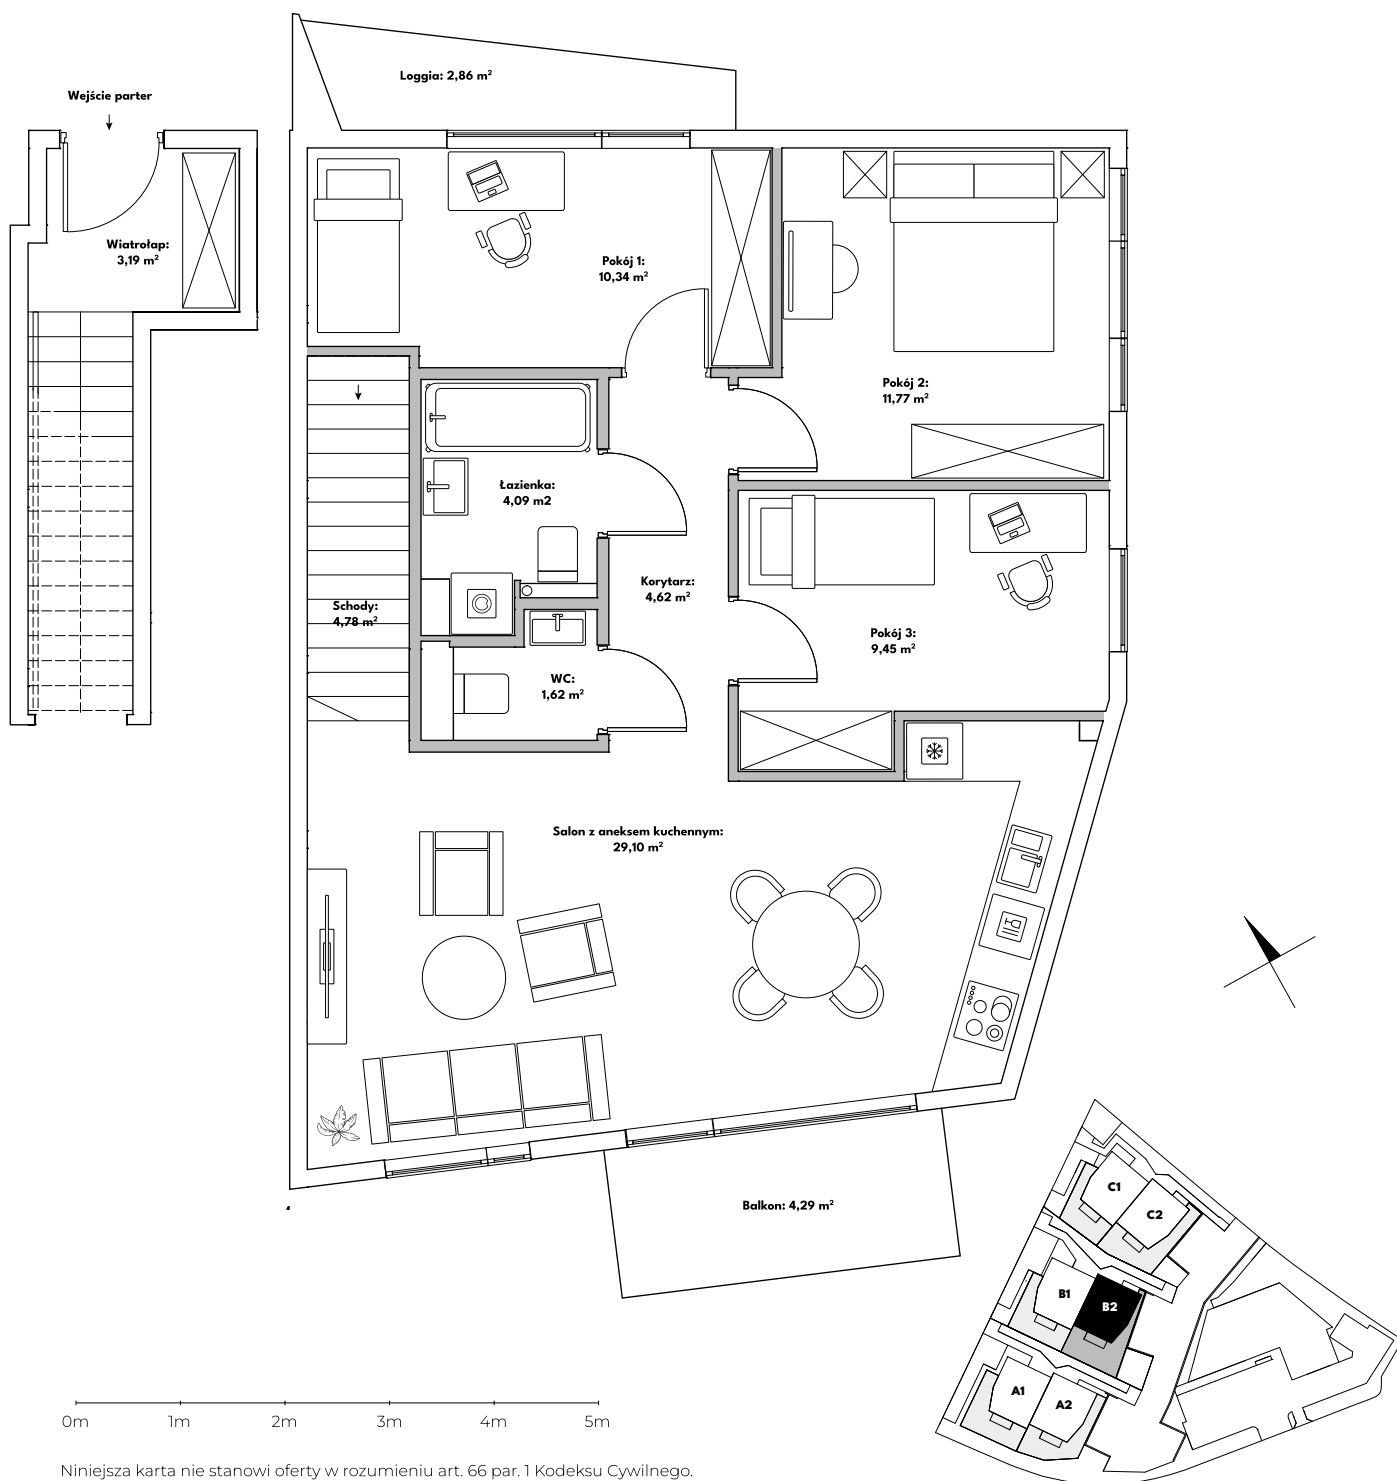 Loggia: 2,86 m²
Wejście parter
Wiatrołap:
3,19 m²
Pokój 1:
10,34 m²
Pokój 2:
11,77 m²
Łazienka:
4,09 m2
Korytarz:
4,62 m²
Schody:
4,78 m²
Pokój 3:
9,45 m²
WC:
1,62 m²
Salon z aneksem kuchennym:
29,10 m²
Balkon: 4,29 m²
C1
C2
B1
B2
A1
A2
0m 1m 2m 3m 4m 5m
Niniejsza karta nie stanowi oferty w rozumieniu art. 66 par. 1 Kodeksu Cywilnego.